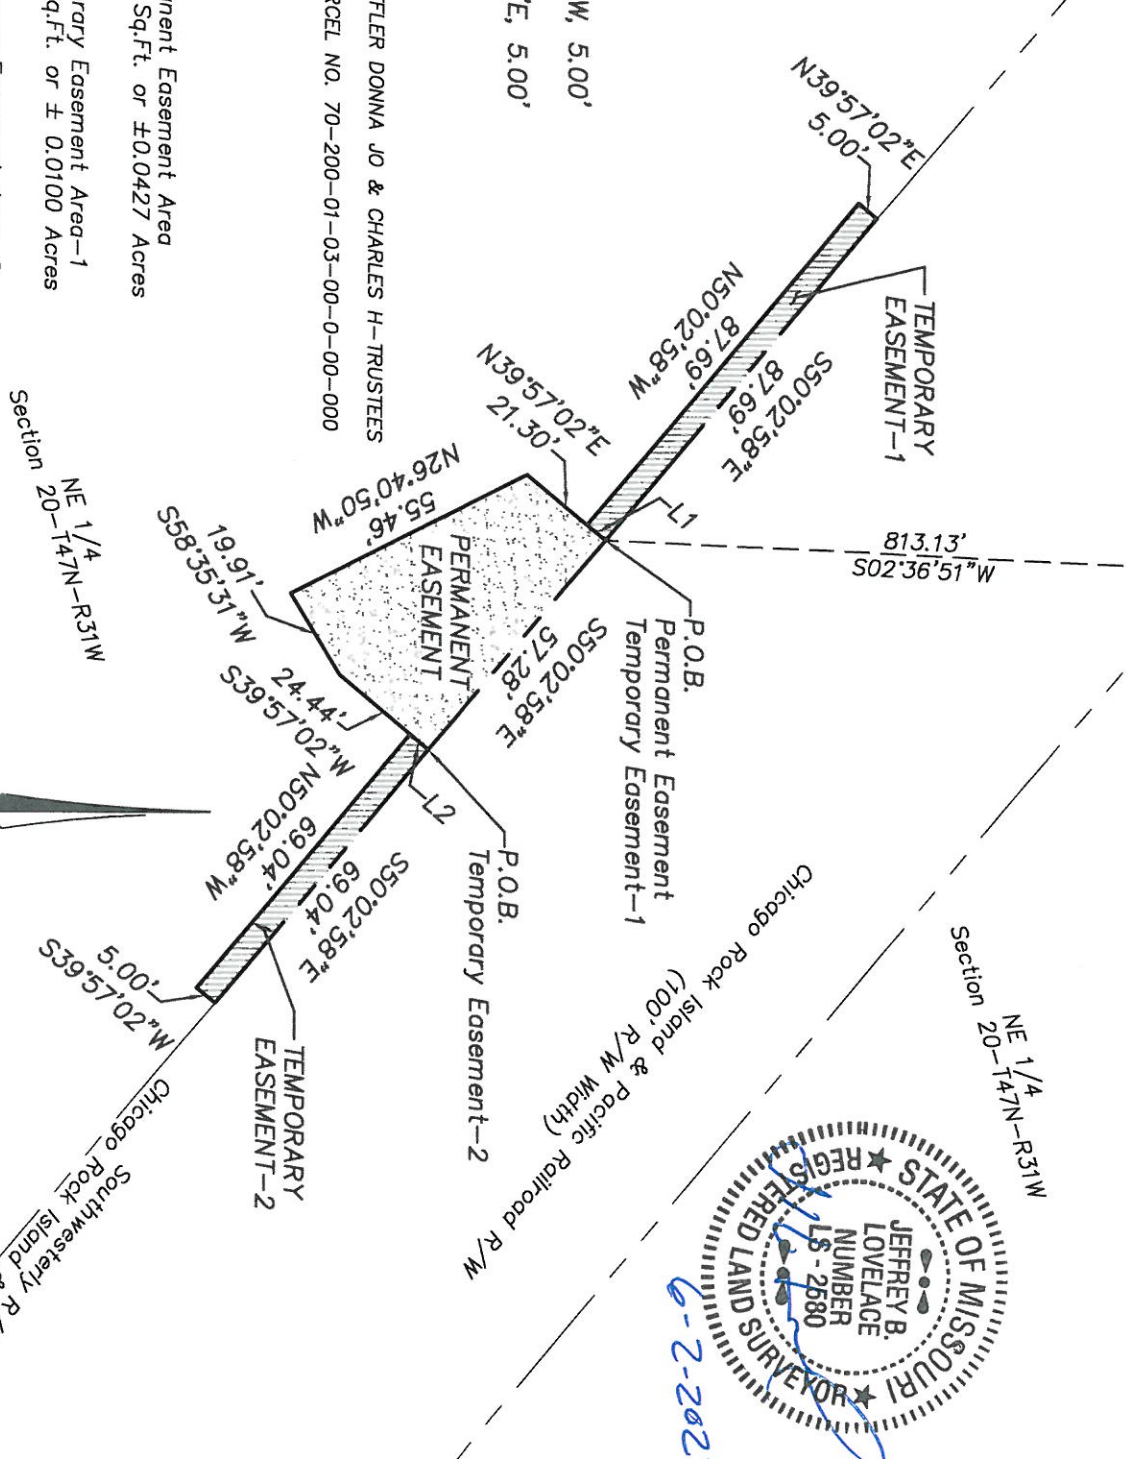 NE 1/4
Section 20-T47N-R31W
STATE OF MISSOURI
JEFFREY B.
LOVELACE
NUMBER
LS - 2580
REGISTERED LAND SURVEYOR
6-2-202
813.13'
S02°36'51"W
Chicago Rock Island & Pacific Railroad R/W
(100' R/W Width)
N39°57'02"E
5.00'
TEMPORARY
EASEMENT-1
S50°02'58"E
87.69'
N50°02'58"W
87.69'
L1
P.O.B.
Permanent Easement
Temporary Easement-1
N39°57'02"E
21.30'
S50°02'58"E
57.28'
PERMANENT
EASEMENT
N26°40'50"W
55.46'
19.91'
S58°35'31"W
24.44'
S39°57'02"W
L2
P.O.B.
Temporary Easement-2
S50°02'58"E
69.04'
N50°02'58"W
69.04'
TEMPORARY
EASEMENT-2
5.00'
S39°57'02"W
Southwesterly R
Chicago Rock Island &
NE 1/4
Section 20-T47N-R31W
W, 5.00'
E, 5.00'
FLER DONNA JO & CHARLES H-TRUSTEES
RCEL NO. 70-200-01-03-00-0-00-000
nent Easement Area
Sq.Ft. or ±0.0427 Acres
rary Easement Area-1
q.Ft. or ± 0.0100 Acres